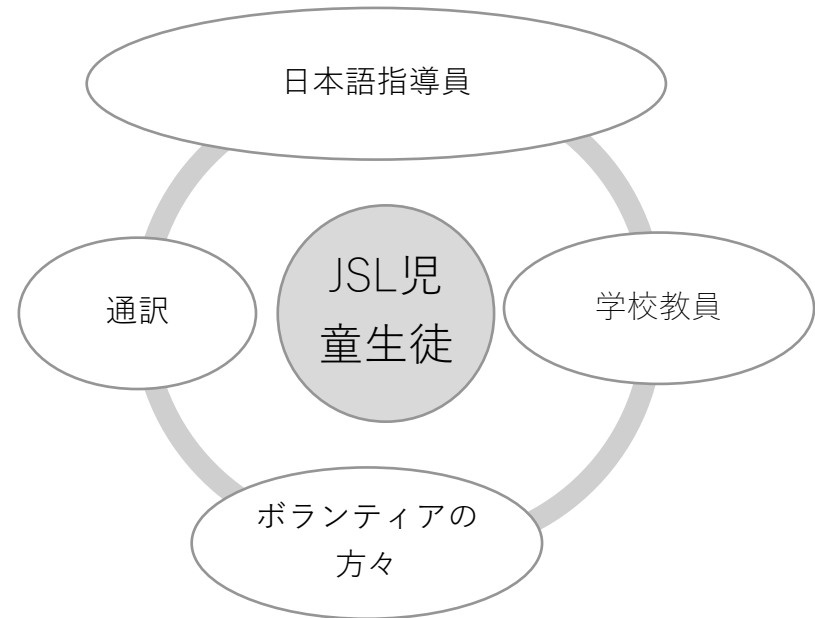 日本語指導員
通訳
JSL児
童生徒
学校教員
ボランティアの
方々